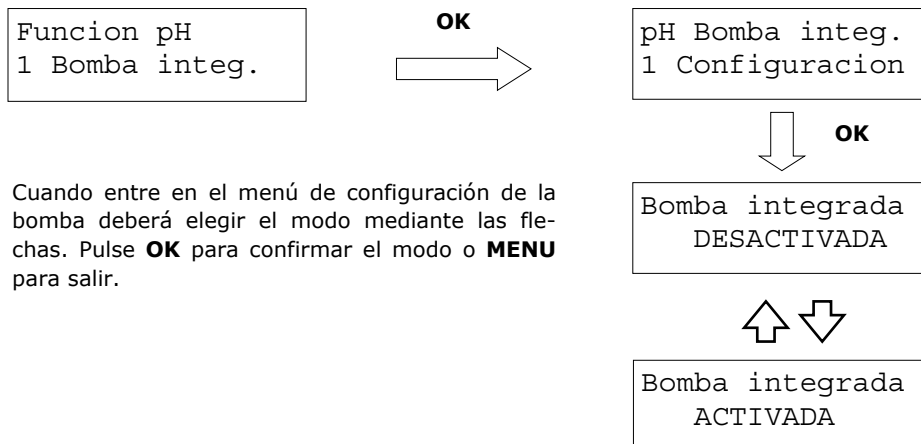 Funcion pH
1 Bomba integ.
OK
pH Bomba integ.
1 Configuracion
OK
Cuando entre en el menú de configuración de la
bomba deberá elegir el modo mediante las fle-
chas. Pulse OK para confirmar el modo o MENU
para salir.
Bomba integrada
DESACTIVADA
Bomba integrada
ACTIVADA